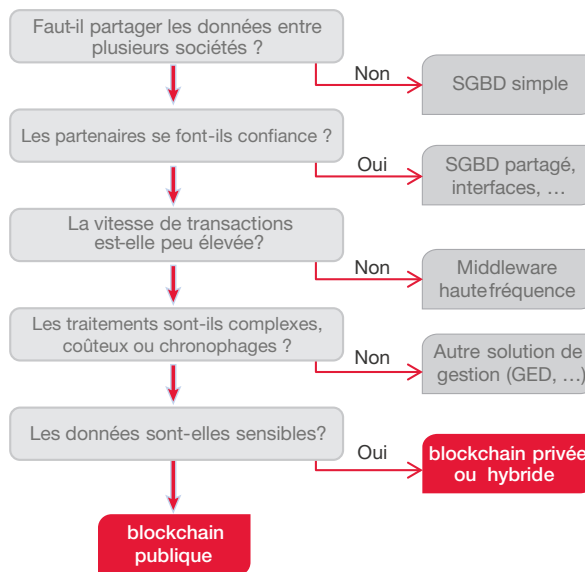 Faut-il partager les données entre
plusieurs sociétés ?
Non
SGBD simple
Les partenaires se font-ils confiance ?
Oui
SGBD partagé,
interfaces, …
La vitesse de transactions
est-elle peu élevée?
Non
Middleware
haute fréquence
Les traitements sont-ils complexes,
coûteux ou chronophages ?
Non
Autre solution de
gestion (GED, …)
Les données sont-elles sensibles?
Oui
blockchain privée
ou hybride
blockchain
publique